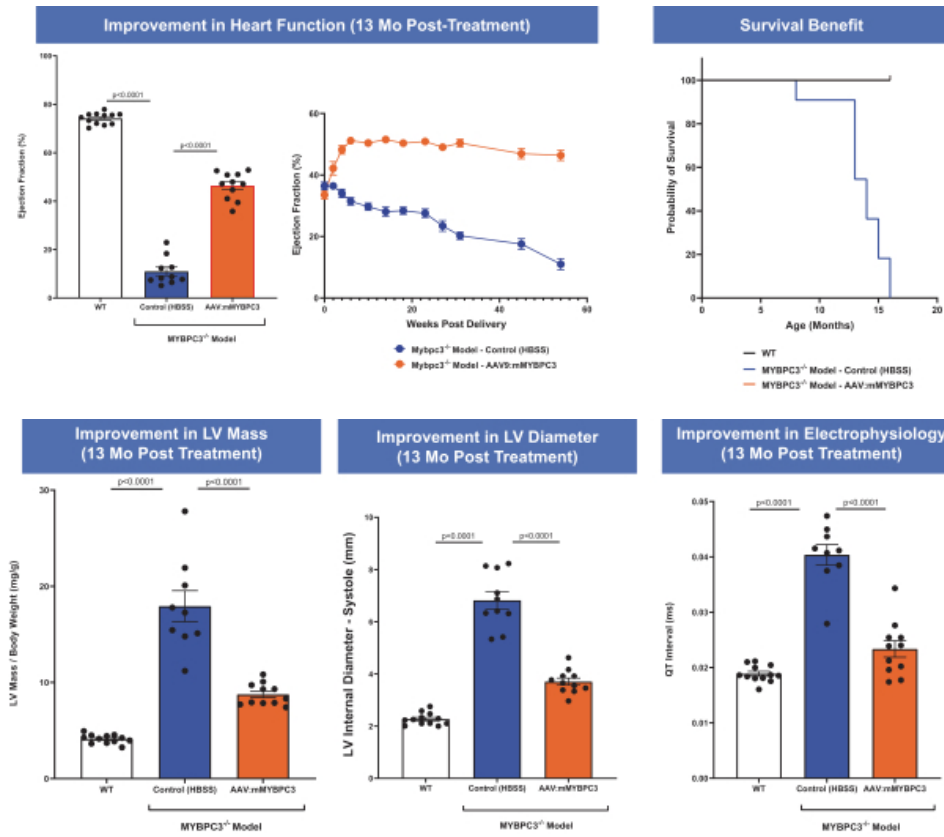 Improvement in Heart Function (13 Mo Post-Treatment)
Survival Benefit
Ejection Fraction (%)
100
80
60
40
20
0
p<0.0001
p<0.0001
WT
Control (HBSS)
AAV:mMYBPC3
MYBPC3-/- Model
Ejection Fraction (%)
80
60
40
20
0
0
20
40
60
Weeks Post Delivery
Mybpc3-/- Model - Control (HBSS)
Mybpc3-/- Model - AAV9:mMYBPC3
Probability of Survival
100
80
60
40
20
0
0
5
10
15
20
Age (Months)
WT
MYBPC3-/- Model - Control (HBSS)
MYBPC3-/- Model - AAV:mMYBPC3
Improvement in LV Mass
(13 Mo Post Treatment)
LV Mass / Body Weight (mg/g)
30
20
10
0
p<0.0001
p<0.0001
WT
Control (HBSS)
AAV:mMYBPC3
MYBPC3-/- Model
Improvement in LV Diameter
(13 Mo Post Treatment)
LV Internal Diameter - Systole (mm)
10
8
6
4
2
0
p=0.0001
p=0.0001
WT
Control (HBSS)
AAV:mMYBPC3
MYBPC3-/- Model
Improvement in Electrophysiology
(13 Mo Post Treatment)
QT Interval (ms)
0.05
0.04
0.03
0.02
0.01
0.00
p<0.0001
p<0.0001
WT
Control (HBSS)
AAV:mMYBPC3
MYBPC3-/- Model